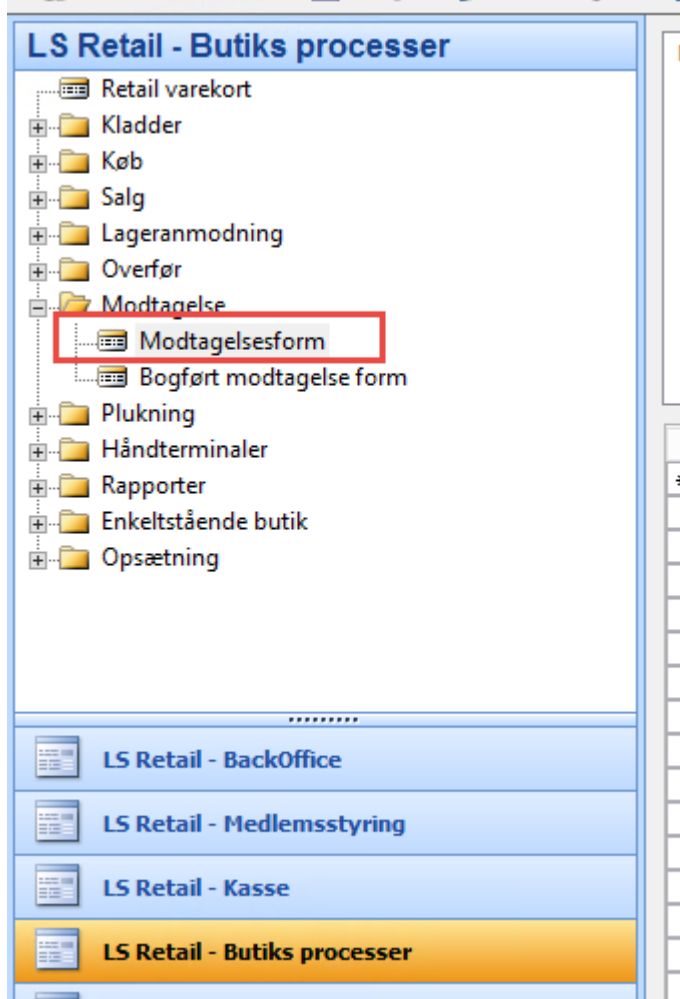 LS Retail - Butiks processer
Retail varekort
Kladder
Køb
Salg
Lageranmodning
Overfør
Modtagelse
Modtagelsesform
Bogført modtagelse form
Plukning
Håndterminaler
Rapporter
Enkeltstående butik
Opsætning
LS Retail - BackOffice
LS Retail - Medlemsstyring
LS Retail - Kasse
LS Retail - Butiks processer